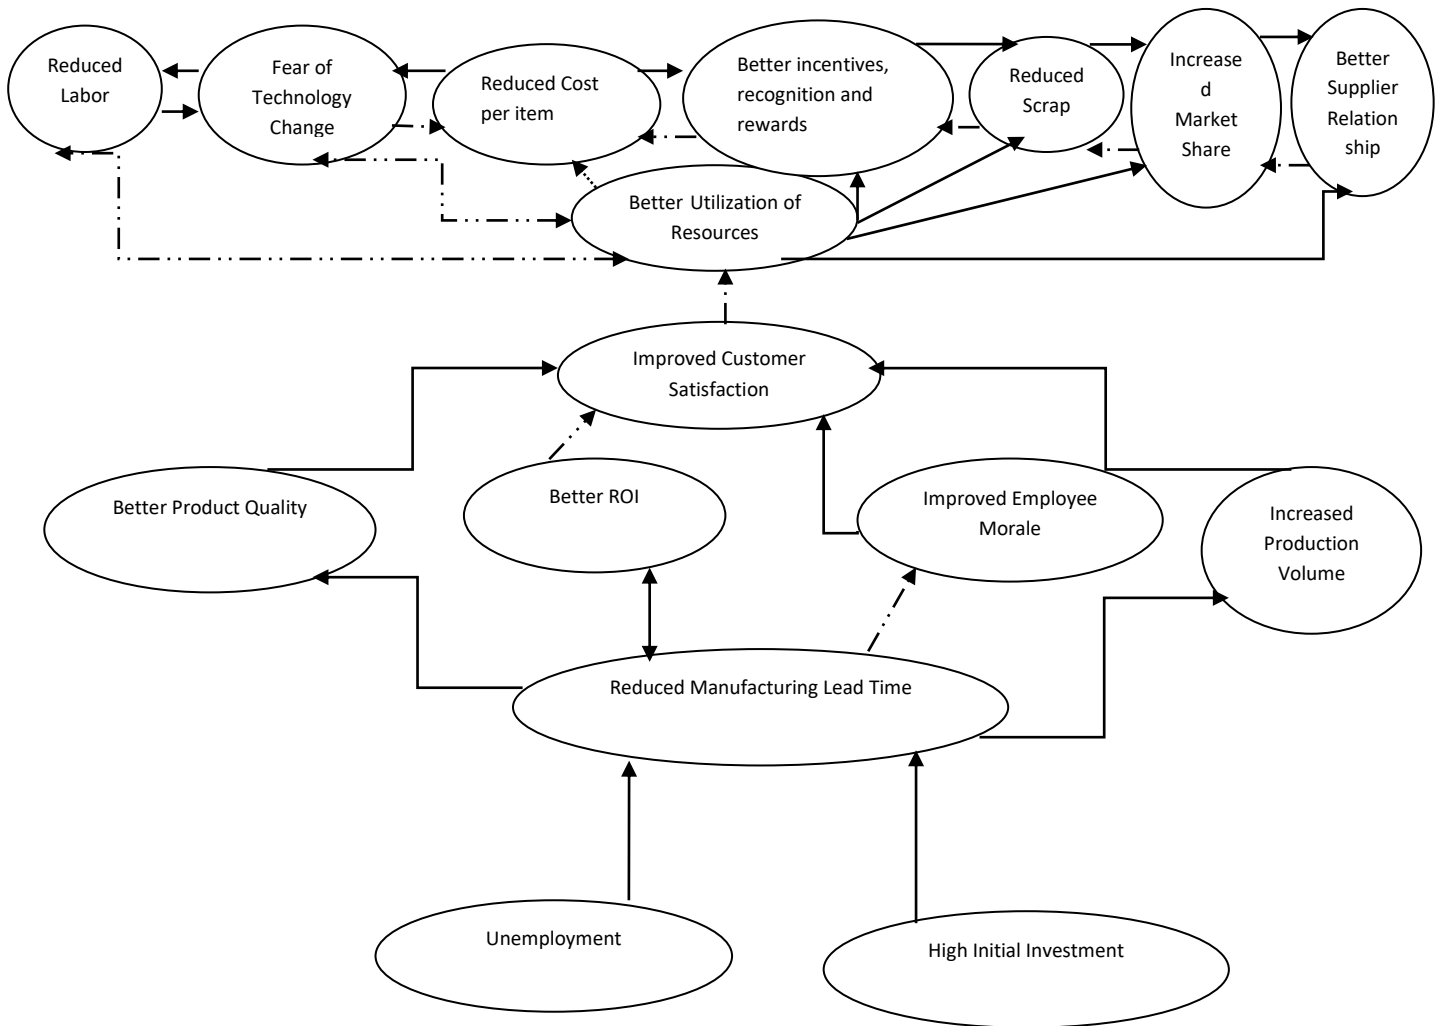 Reduced
Labor
Fear of
Technology
Change
Reduced Cost
per item
Better incentives,
recognition and
rewards
Reduced
Scrap
Increase
d
Market
Share
Better
Supplier
Relation
ship
Better Utilization of
Resources
Improved Customer
Satisfaction
Better Product Quality
Better ROI
Improved Employee
Morale
Increased
Production
Volume
Reduced Manufacturing Lead Time
Unemployment
High Initial Investment